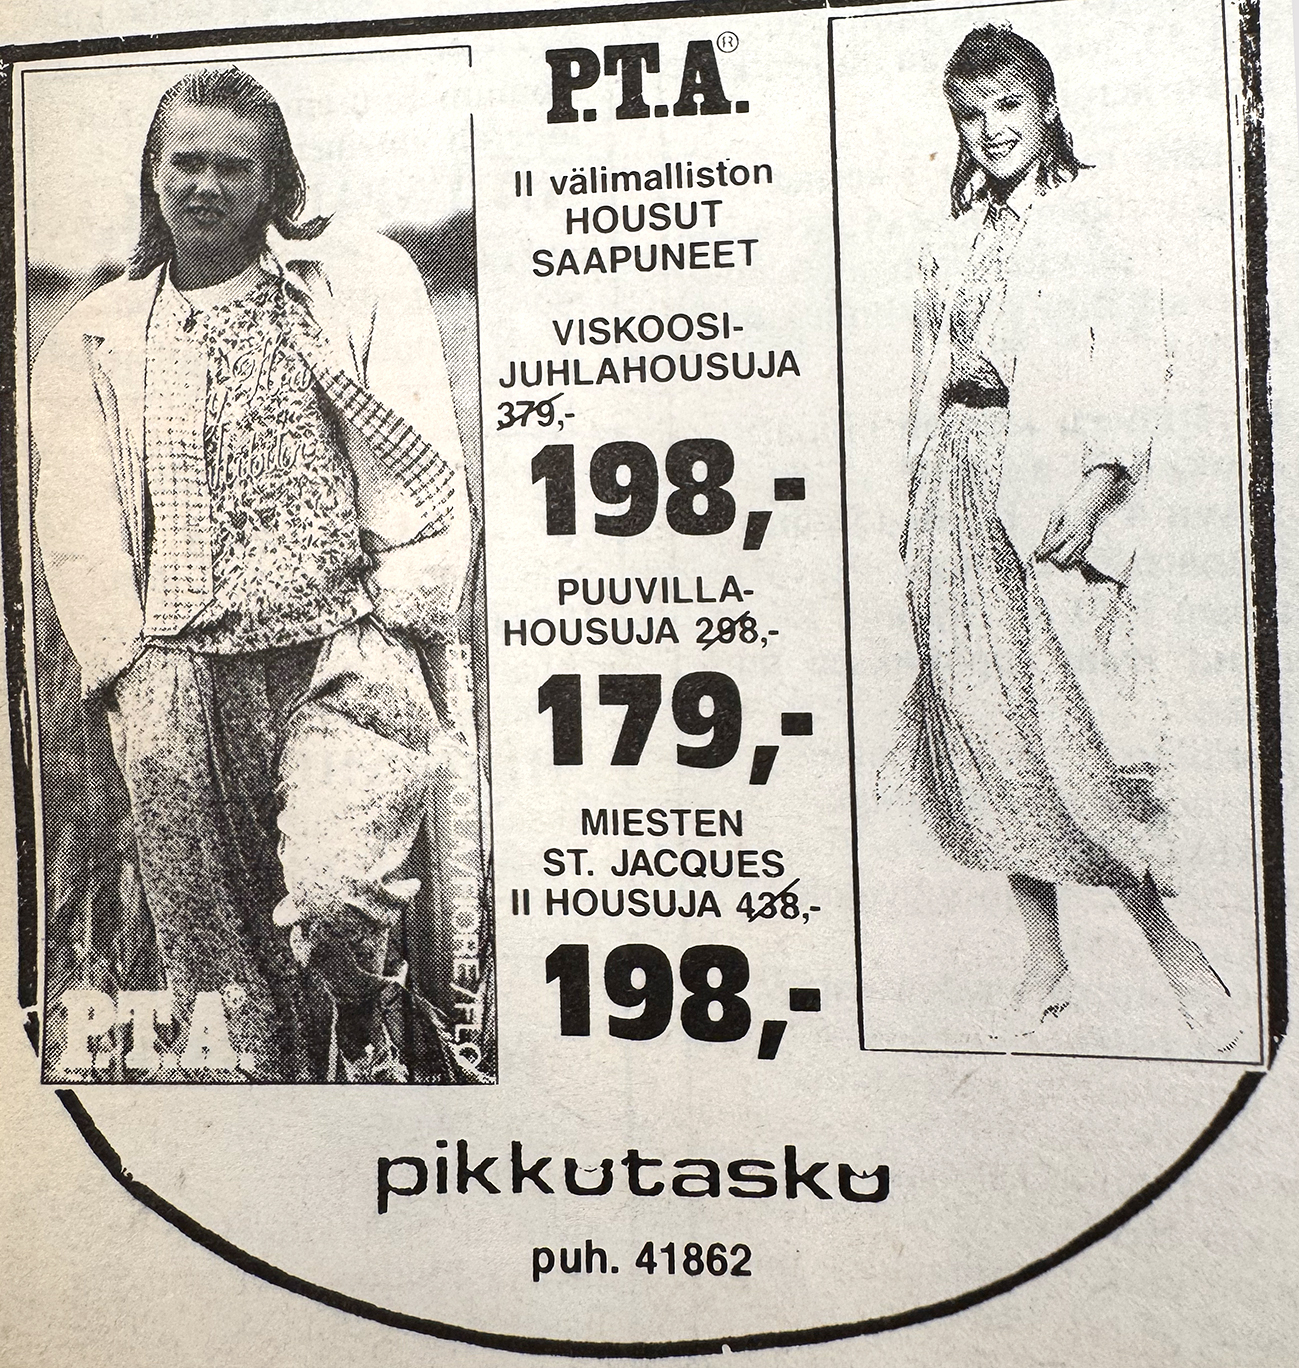 P.T.A.®
II välimalliston
HOUSUT
SAAPUNEET
VISKOOSI-
JUHLAHOUSUJA
379,-
198,-
PUUVILLA-
HOUSUJA 298,-
179,-
MIESTEN
ST. JACQUES
II HOUSUJA 438,-
198,-
P.T.A.®
pikkutasku
puh. 41862